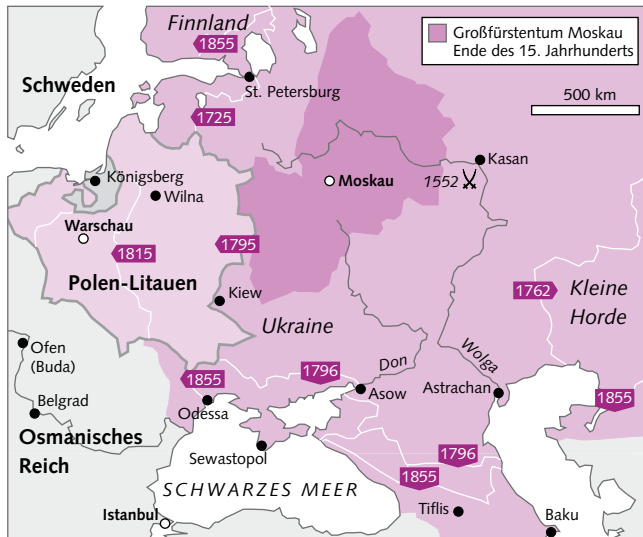 Finnland
1855
Großfürstentum Moskau
Ende des 15. Jahrhunderts
Schweden
St. Petersburg
500 km
1725
Kasan
Königsberg
Moskau
1552
Wilna
Warschau
1815
1795
Polen-Litauen
1762
Kleine
Horde
Kiew
Ukraine
Ofen
(Buda)
Don
Wolga
1855
1796
Asow
Astrachan
1855
Belgrad
Odessa
Osmanisches
Reich
Sewastopol
1796
1855
SCHWARZES MEER
Tiflis
Istanbul
Baku